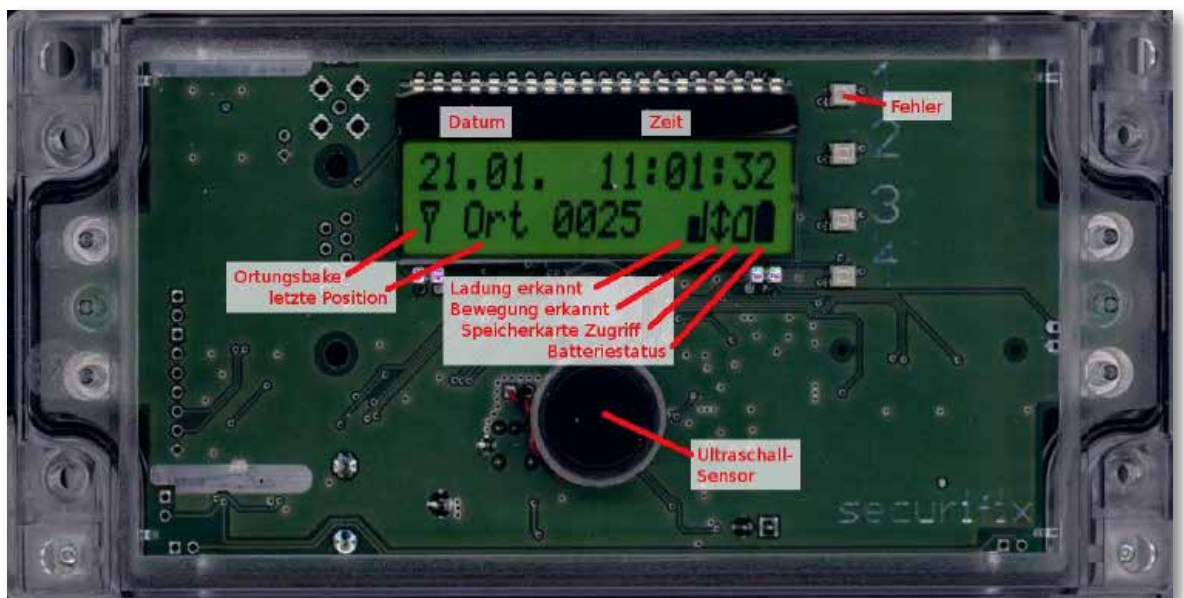 1
Fehler
Datum Zeit
21.01. 11:01:32
2
Ort 0025
3
4
Ortungsbake
letzte Position
Ladung erkannt
Bewegung erkannt
Speicherkarte Zugriff
Batteriestatus
Ultraschall-
Sensor
securifix